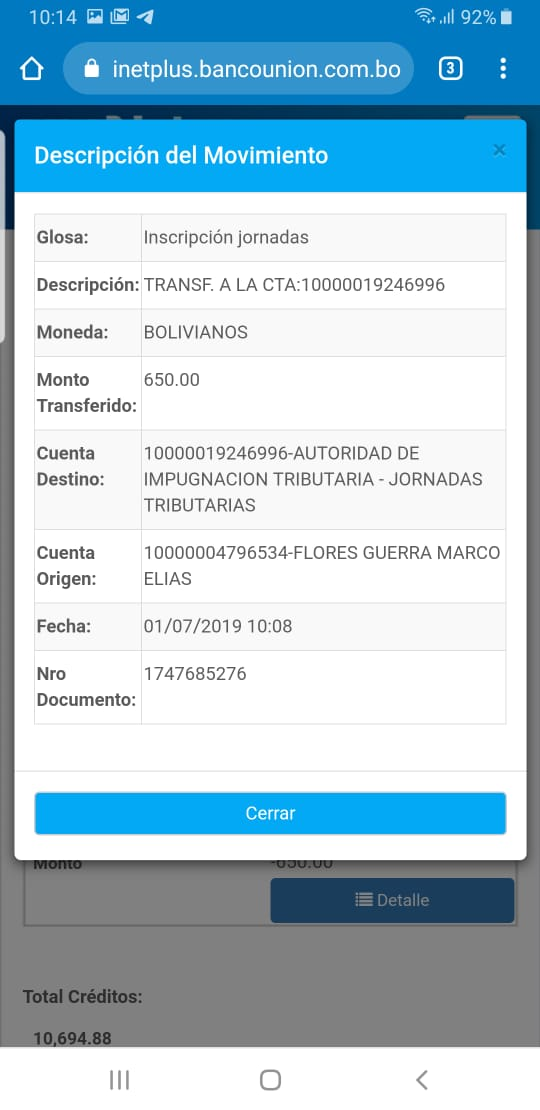 10:14
92%
inetplus.bancounion.com.bo
3
Descripción del Movimiento
×
Glosa: Inscripción jornadas
Descripción: TRANSF. A LA CTA:10000019246996
Moneda: BOLIVIANOS
Monto Transferido: 650.00
Cuenta Destino: 10000019246996-AUTORIDAD DE
IMPUGNACION TRIBUTARIA - JORNADAS
TRIBUTARIAS
Cuenta Origen: 10000004796534-FLORES GUERRA MARCO
ELIAS
Fecha: 01/07/2019 10:08
Nro Documento: 1747685276
Cerrar
Monto -650.00
Detalle
Total Créditos:
10,694.88